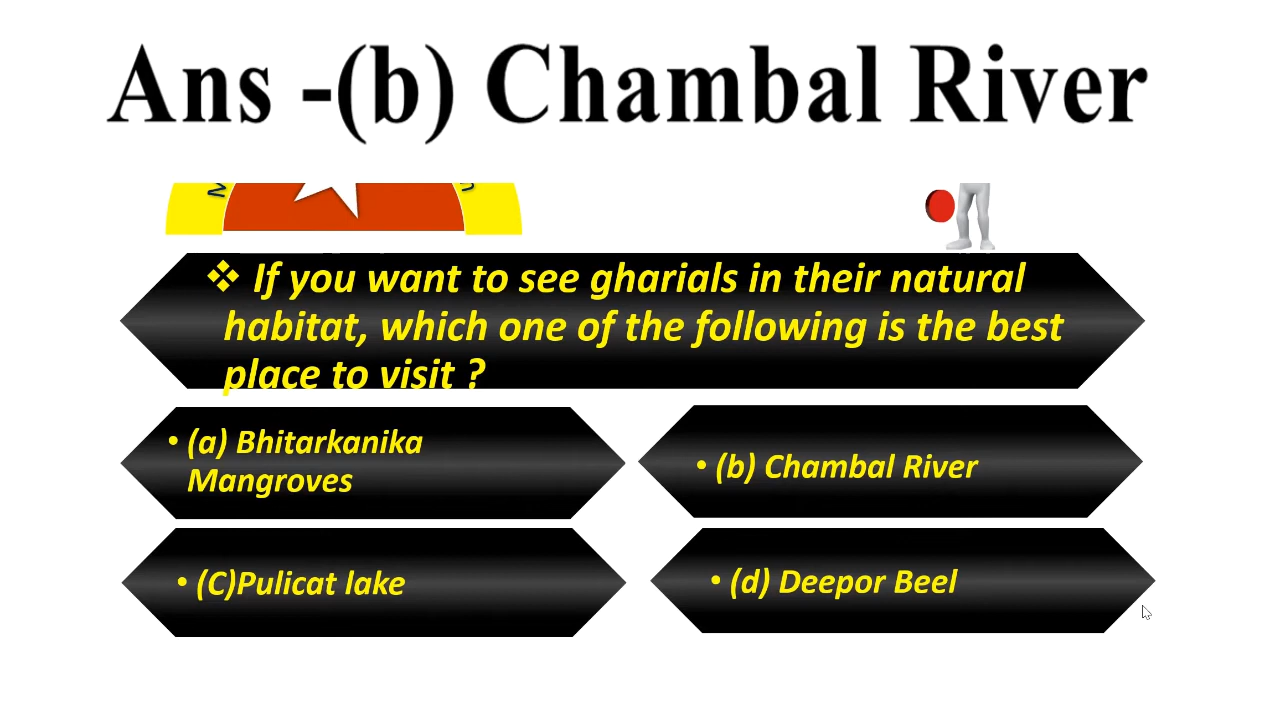 Ans -(b) Chambal River
❖ If you want to see gharials in their natural
habitat, which one of the following is the best
place to visit ?
• (a) Bhitarkanika
Mangroves
• (b) Chambal River
• (C)Pulicat lake
• (d) Deepor Beel